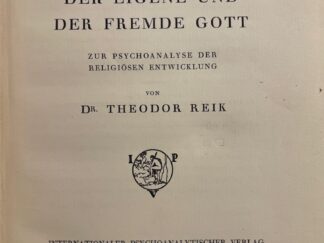 DER EIGENE UND
DER FREMDE GOTT
ZUR PSYCHOANALYSE DER
RELIGIÖSEN ENTWICKLUNG
VON
DR. THEODOR REIK
I P
V
INTERNATIONALER PSYCHOANALYTISCHER VERLAG